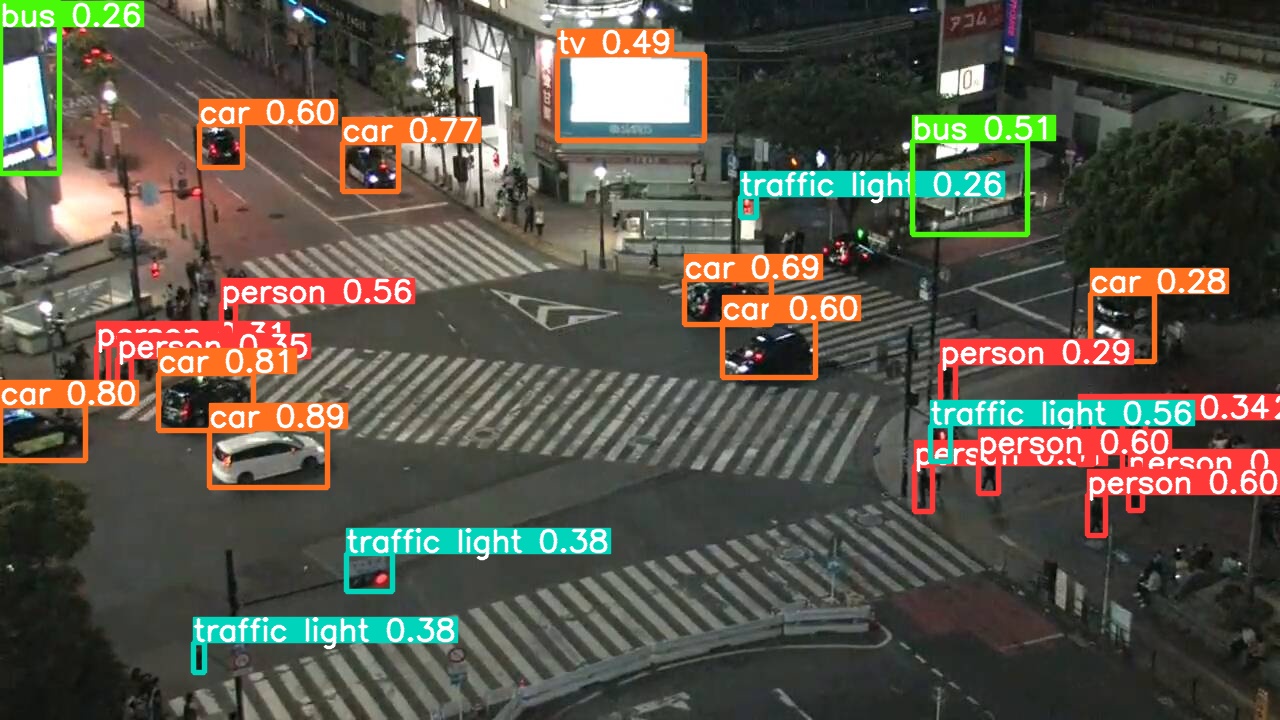 bus 0.26
アコム
tv 0.49
car 0.60
car 0.77
bus 0.51
traffic light 0.26
car 0.69
car 0.28
person 0.56
car 0.60
person 0.35
person 0.29
car 0.81
car 0.80
car 0.89
traffic light 0.56
0.34
person 0.60
person 0.60
traffic light 0.38
traffic light 0.38